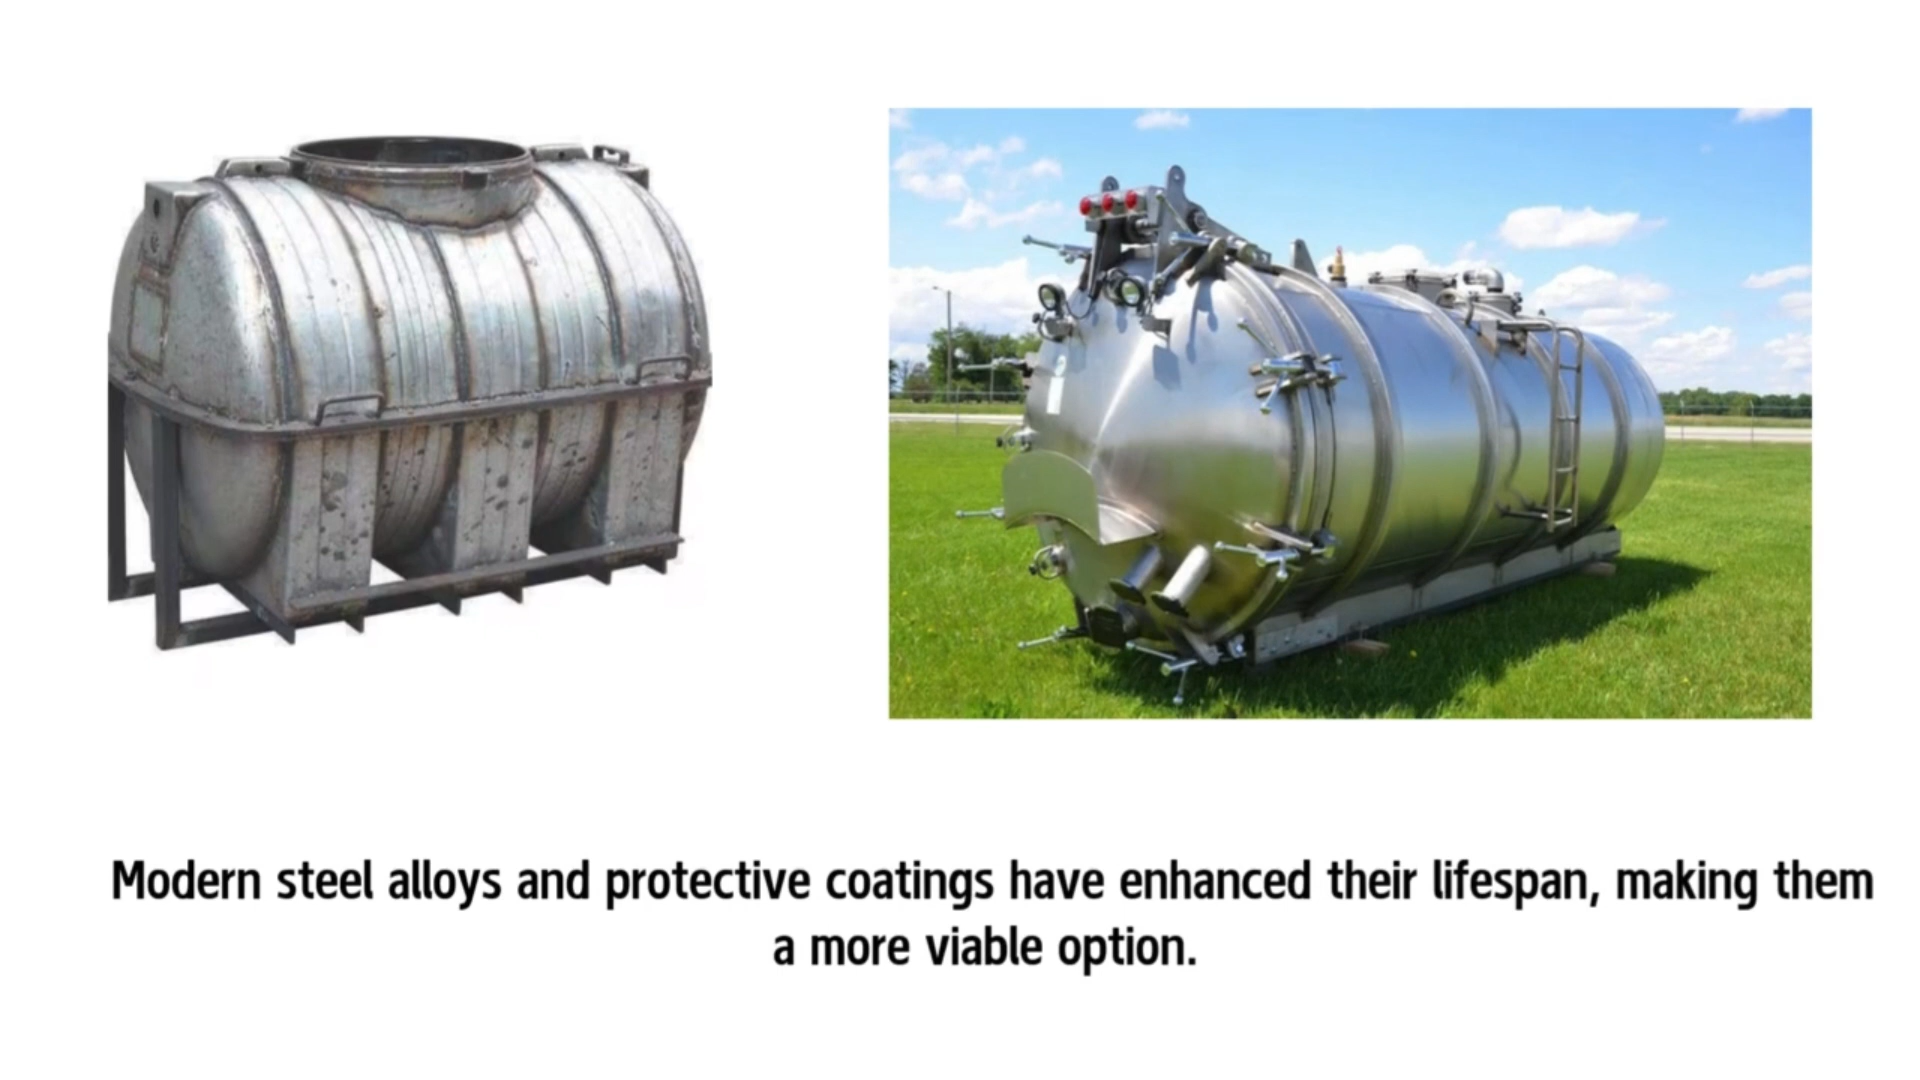 Modern steel alloys and protective coatings have enhanced their lifespan, making them
a more viable option.